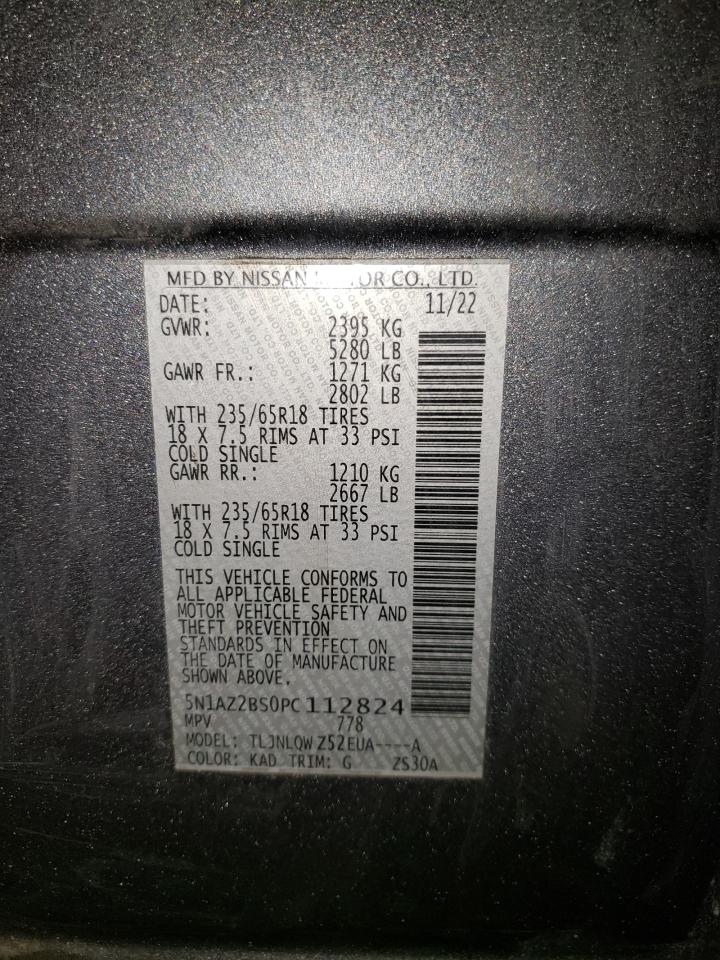 MFD BY NISSAN MOTOR CO., LTD.
DATE: 11/22
GVWR: 2395 KG
5280 LB
GAWR FR.: 1271 KG
2802 LB
WITH 235/65R18 TIRES
18 X 7.5 RIMS AT 33 PSI
COLD SINGLE
GAWR RR.: 1210 KG
2667 LB
WITH 235/65R18 TIRES
18 X 7.5 RIMS AT 33 PSI
COLD SINGLE
THIS VEHICLE CONFORMS TO
ALL APPLICABLE FEDERAL
MOTOR VEHICLE SAFETY AND
THEFT PREVENTION
STANDARDS IN EFFECT ON
THE DATE OF MANUFACTURE
SHOWN ABOVE.
5N1AZ2BS0PC112824
MPV 778
MODEL: TLJNLQW Z52EUA----A
COLOR: KAD TRIM: G ZS30A